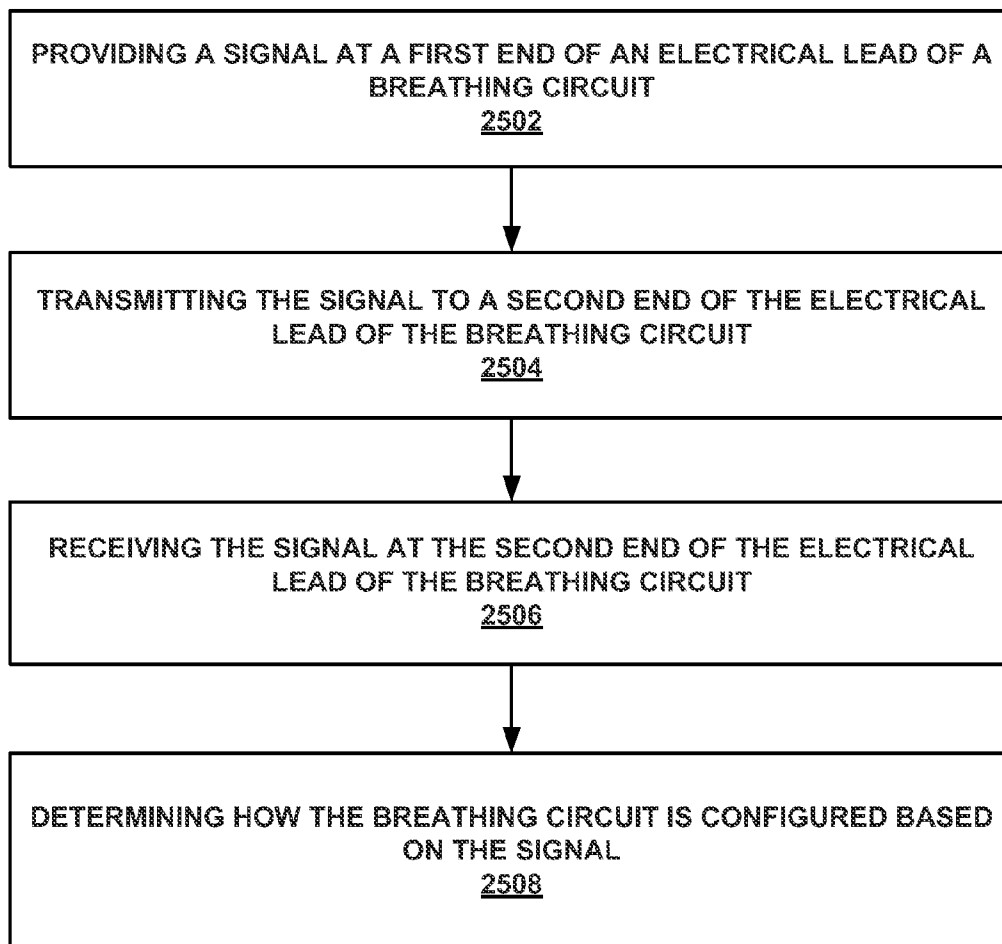 PROVIDING A SIGNAL AT A FIRST END OF AN ELECTRICAL LEAD OF A
BREATHING CIRCUIT
2502
TRANSMITTING THE SIGNAL TO A SECOND END OF THE ELECTRICAL
LEAD OF THE BREATHING CIRCUIT
2504
RECEIVING THE SIGNAL AT THE SECOND END OF THE ELECTRICAL
LEAD OF THE BREATHING CIRCUIT
2506
DETERMINING HOW THE BREATHING CIRCUIT IS CONFIGURED BASED
ON THE SIGNAL
2508